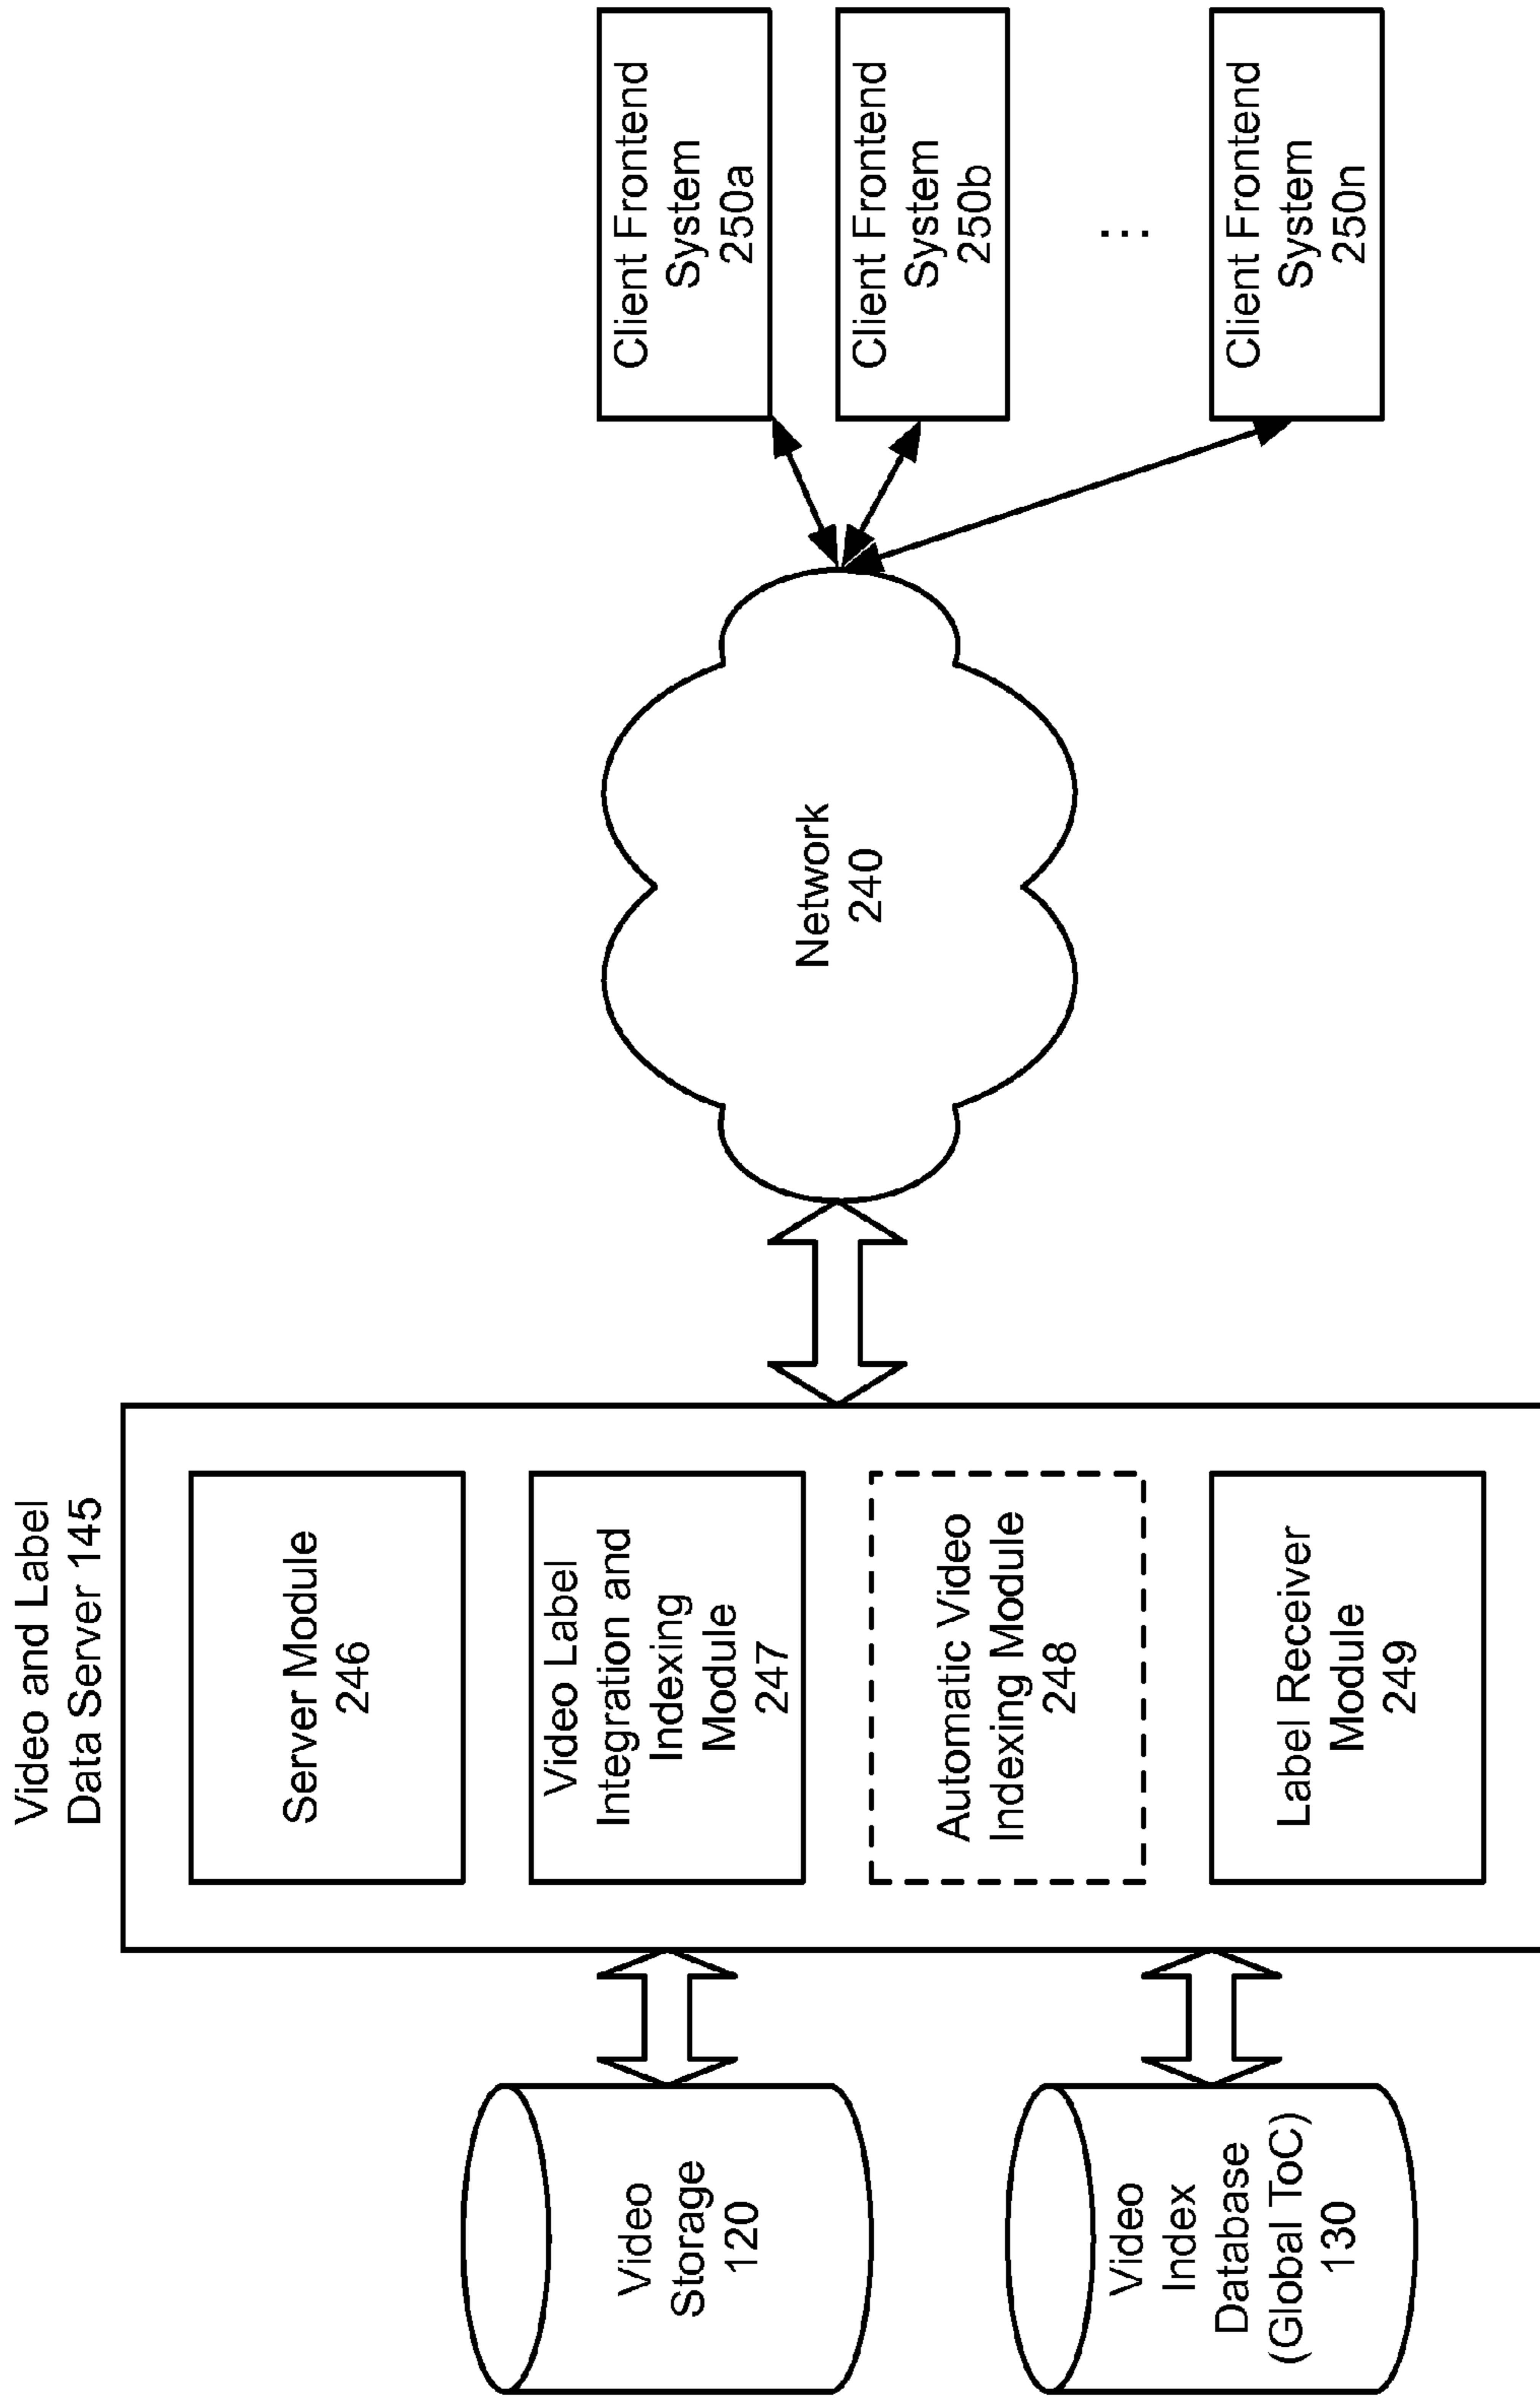 Video and Label
Data Server 145
Video
Storage
120
Video
Index
Database
(Global ToC)
130
Server Module
246
Video Label
Integration and
Indexing
Module
247
Automatic Video
Indexing Module
248
Label Receiver
Module
249
Network
240
Client Frontend
System
250a
Client Frontend
System
250b
...
Client Frontend
System
250n